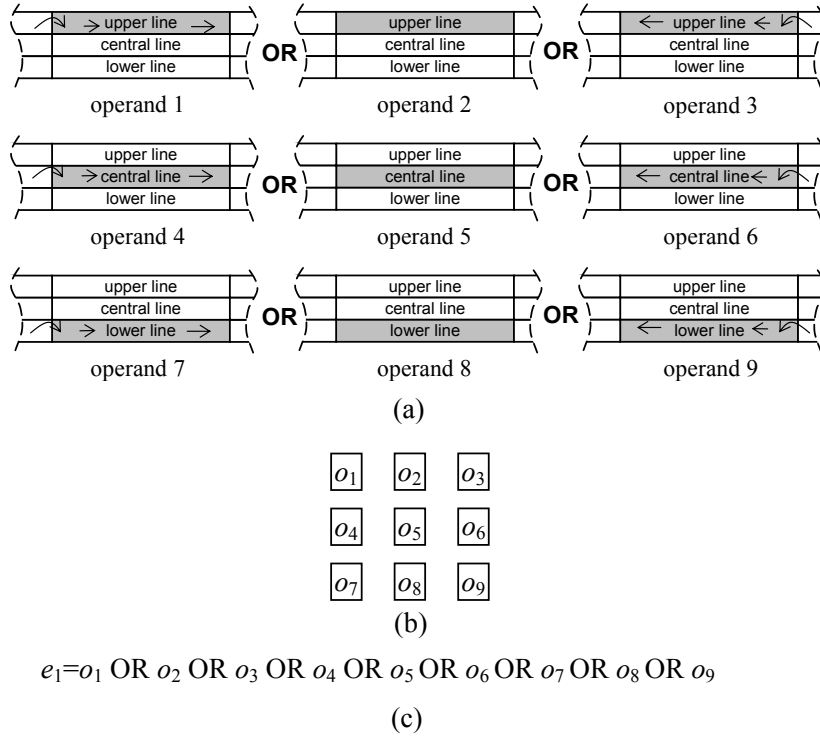 upper line upper line upper line
central line OR central line OR central line
lower line lower line lower line
operand 1 operand 2 operand 3
upper line upper line upper line
central line OR central line OR central line
lower line lower line lower line
operand 4 operand 5 operand 6
upper line upper line upper line
central line OR central line OR central line
lower line lower line lower line
operand 7 operand 8 operand 9
(a)
o1 o2 o3
o4 o5 o6
o7 o8 o9
(b)
e1=o1 OR o2 OR o3 OR o4 OR o5 OR o6 OR o7 OR o8 OR o9
(c)